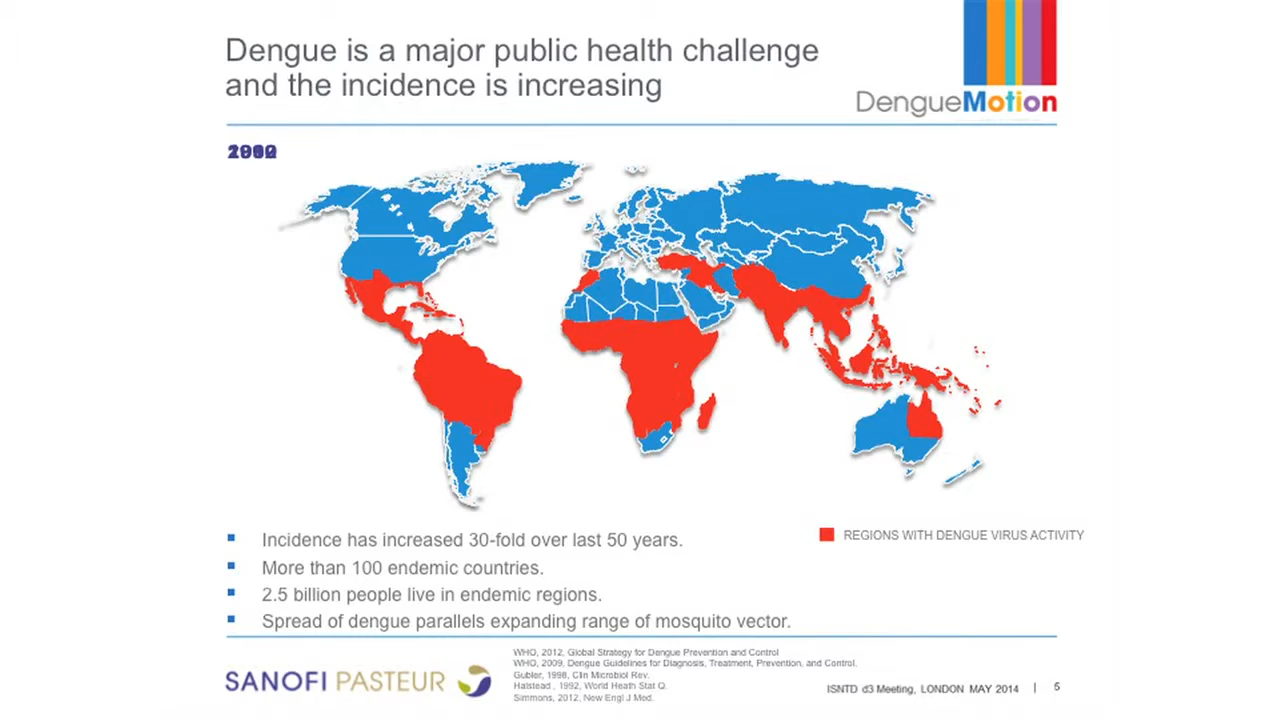 Dengue is a major public health challenge
and the incidence is increasing
DengueMotion
Incidence has increased 30-fold over last 50 years.
More than 100 endemic countries.
2.5 billion people live in endemic regions.
Spread of dengue parallels expanding range of mosquito vector.
REGIONS WITH DENGUE VIRUS ACTIVITY
SANOFI PASTEUR
WHO, 2012, Global Strategy for Dengue Prevention and Control
WHO, 2009, Dengue Guidelines for Diagnosis, Treatment, Prevention, and Control.
Gubler, 1998, Clin Microbiol Rev.
Halstead , 1992, World Heath Stat Q.
Simmons, 2012, New Engl J Med.
ISNTD d3 Meeting, LONDON MAY 2014 | 5